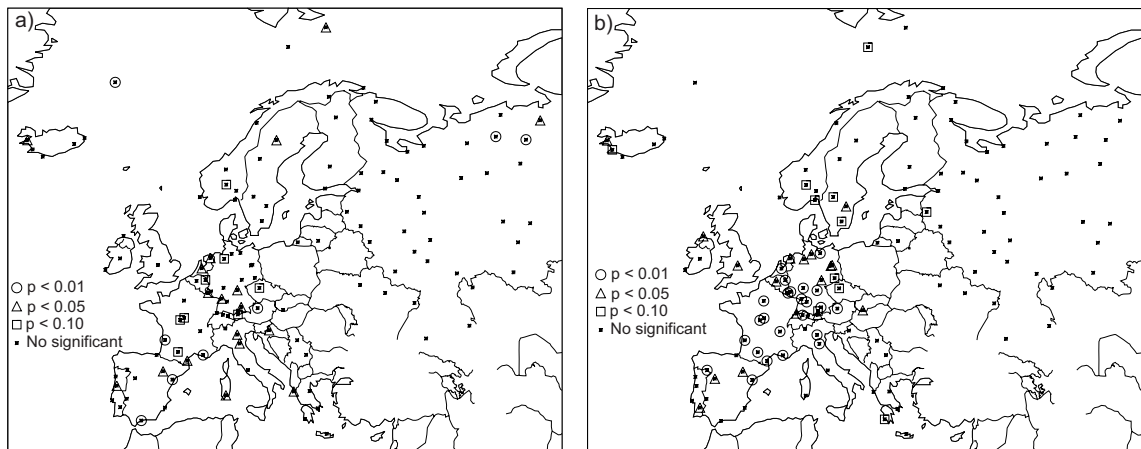 a)
p < 0.01
p < 0.05
p < 0.10
No significant
b)
p < 0.01
p < 0.05
p < 0.10
No significant